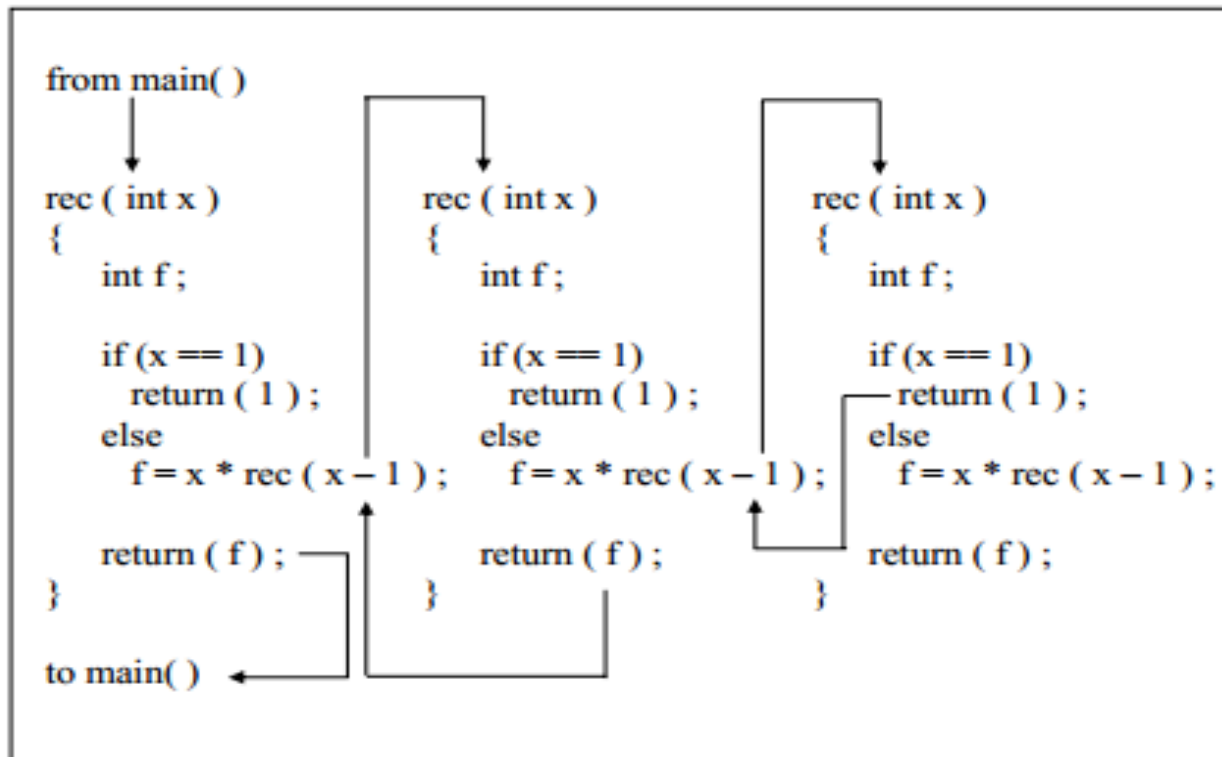 from main( )
rec ( int x )
{
int f ;
if (x == 1)
return ( 1 ) ;
else
f = x * rec ( x – 1 ) ;
return ( f ) ;
}
to main( )
rec ( int x )
{
int f ;
if (x == 1)
return ( 1 ) ;
else
f = x * rec ( x – 1 ) ;
return ( f ) ;
}
rec ( int x )
{
int f ;
if (x == 1)
return ( 1 ) ;
else
f = x * rec ( x – 1 ) ;
return ( f ) ;
}